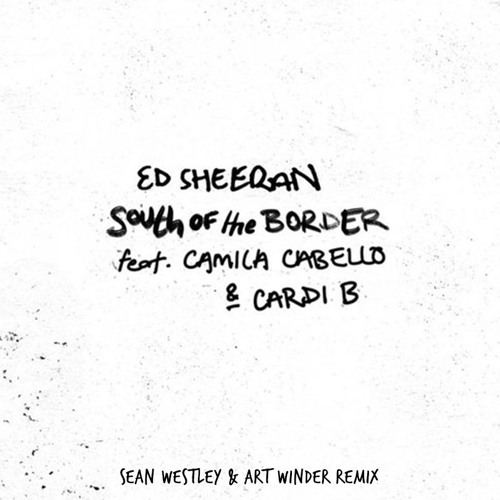 ED SHEERAN
South OF the BORDER
feat. CAMILA CABELLO
& CARDI B
SEAN WESTLEY & ART WINDER REMIX